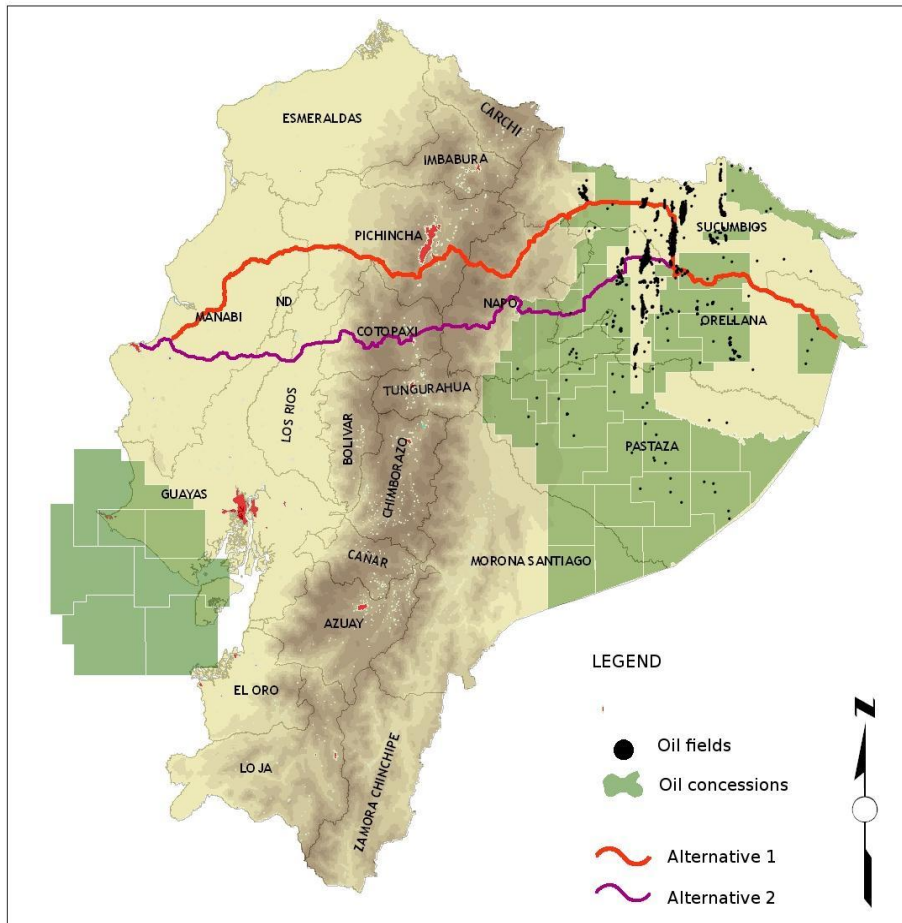 ESMERALDAS
CARCHI
IMBABURA
PICHINCHA
SUCUMBIOS
MANABI
ND
NAPO
COTOPAXI
ORELLANA
TUNGURAHUA
LOS RIOS
BOLIVAR
CHIMBORAZO
PASTAZA
GUAYAS
CAÑAR
MORONA SANTIAGO
AZUAY
EL ORO
LOJA
ZAMORA CHINCHIPE
LEGEND
Oil fields
Oil concessions
Alternative 1
Alternative 2
N